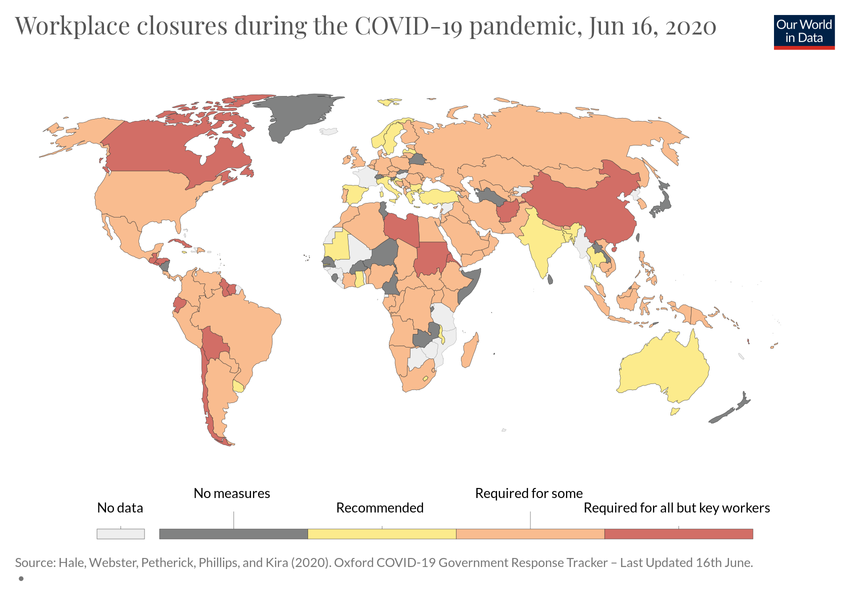 Workplace closures during the COVID-19 pandemic, Jun 16, 2020
Our World
in Data
No data
No measures
Recommended
Required for some
Required for all but key workers
Source: Hale, Webster, Petherick, Phillips, and Kira (2020). Oxford COVID-19 Government Response Tracker – Last Updated 16th June.
•